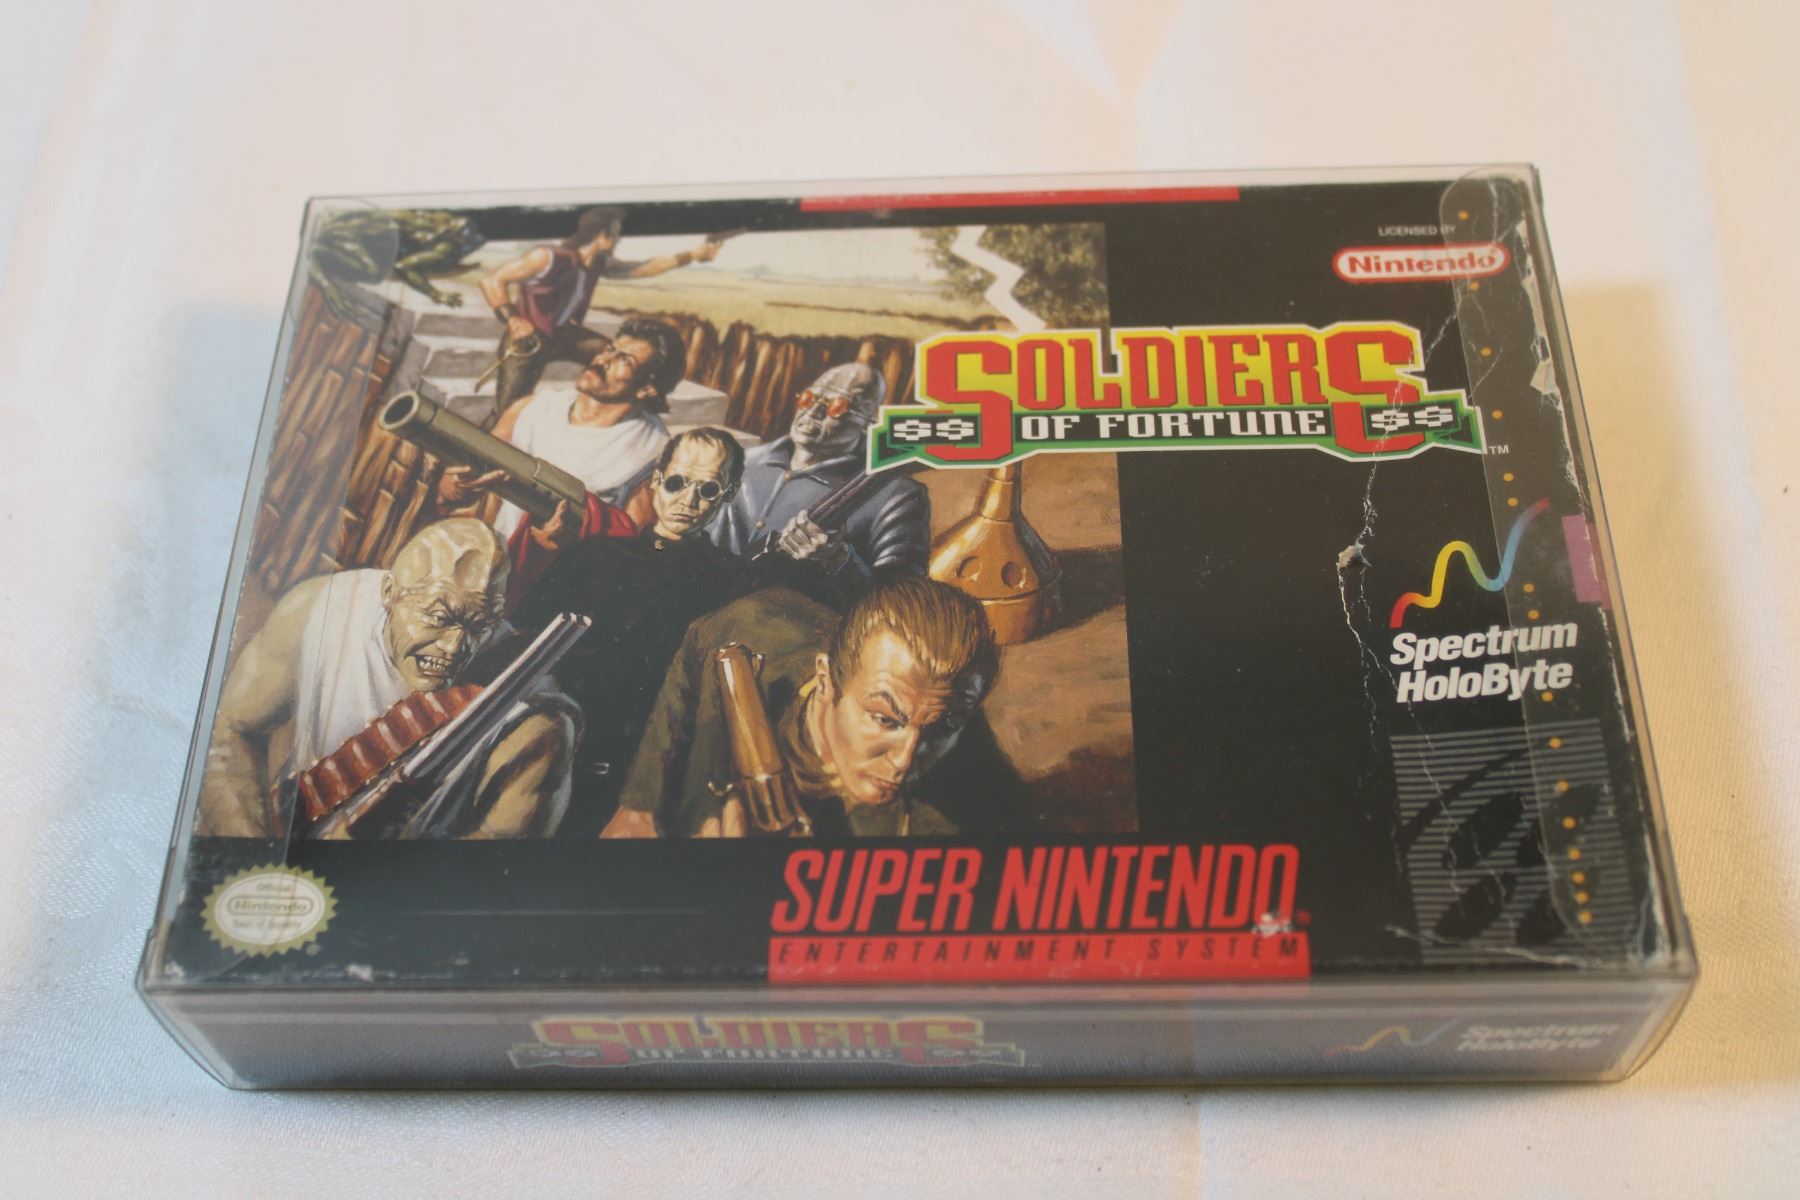 LICENSED BY
Nintendo®
SOLDIERS
$$ OF FORTUNE $$ ™
Spectrum
HoloByte
Official
Nintendo
Seal of Quality
®
SUPER NINTENDO®
ENTERTAINMENT SYSTEM
SOLDIERS
$$ OF FORTUNE $$
Spectrum
HoloByte